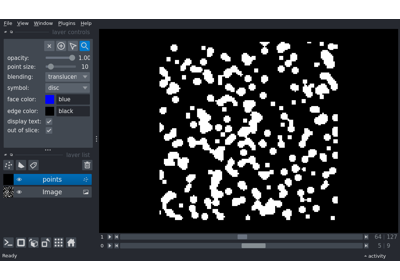 File View Window Plugins Help
layer controls
opacity: 1.00
point size: 10
blending: translucen
symbol: disc
face color: blue
edge color: black
display text:
out of slice:
layer list
points
Image
1 64 127
0 5 9
Ready activity